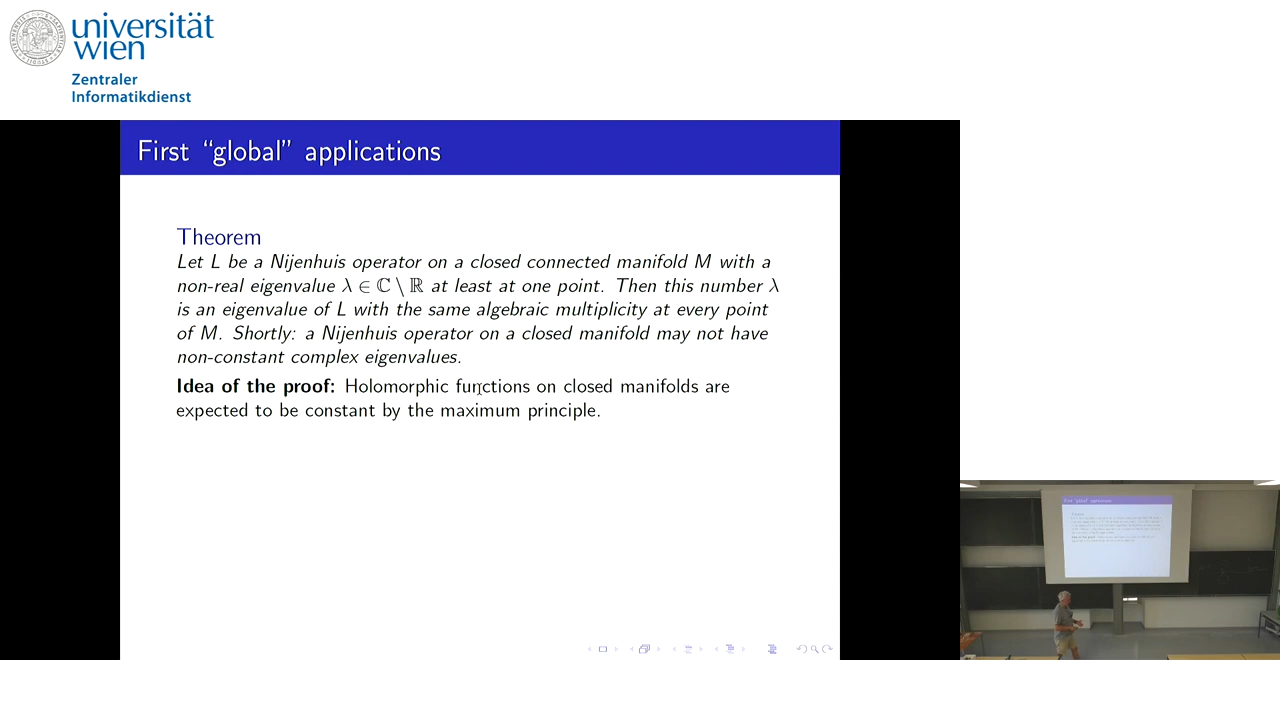 universität
wien
Zentraler
Informatikdienst
First “global” applications
Theorem
Let L be a Nijenhuis operator on a closed connected manifold M with a
non-real eigenvalue λ ∈ ℂ \ ℝ at least at one point. Then this number λ
is an eigenvalue of L with the same algebraic multiplicity at every point
of M. Shortly: a Nijenhuis operator on a closed manifold may not have
non-constant complex eigenvalues.
Idea of the proof: Holomorphic functions on closed manifolds are
expected to be constant by the maximum principle.
First “global” applications